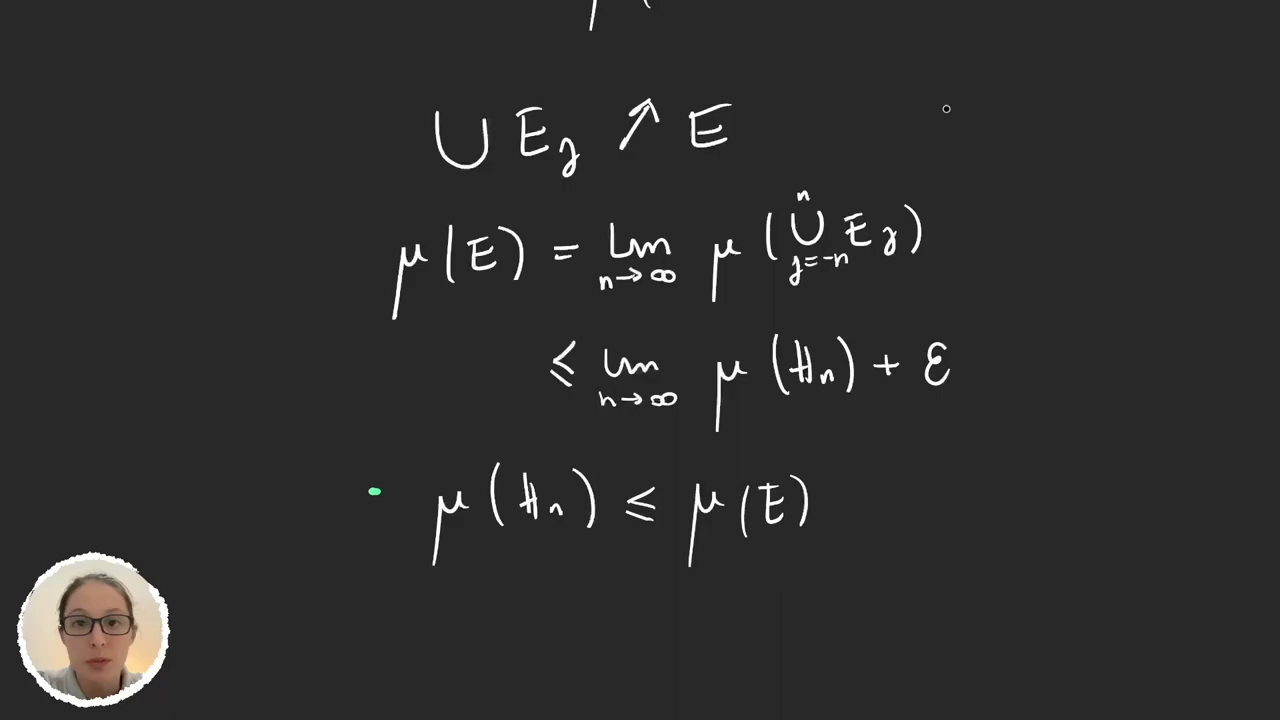 μ(
∪ E_j ↗ E
μ(E) = lim_{n→∞} μ(∪_{j=-n}^{n} E_j)
≤ lim_{n→∞} μ(H_n) + ε
• μ(H_n) ≤ μ(E)